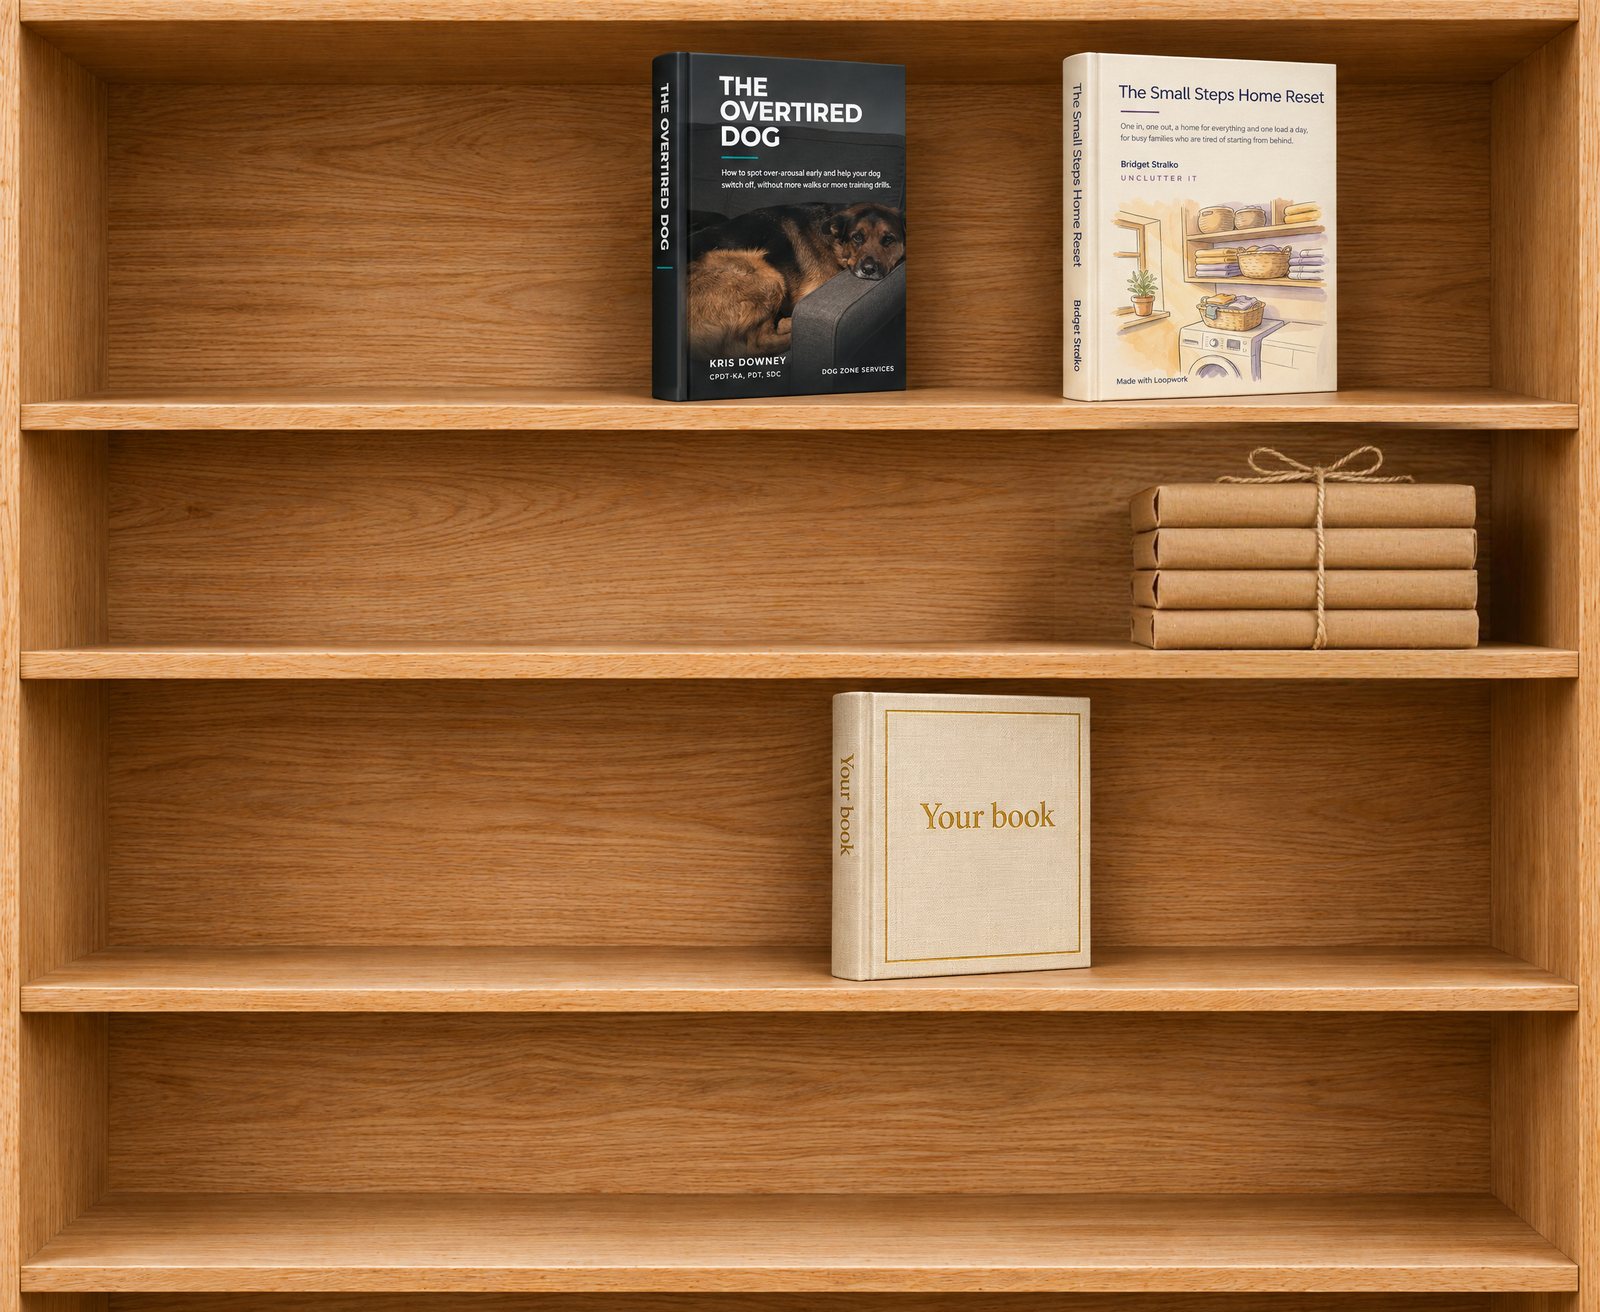 THE OVERTIRED DOG
THE
OVERTIRED
DOG
How to spot over-arousal early and help your dog
switch off, without more walks or more training drills.
KRIS DOWNEY
CPDT-KA, PDT, SDC
DOG ZONE SERVICES
The Small Steps Home Reset
Bridget Stralko
The Small Steps Home Reset
One in, one out, a home for everything and one load a day,
for busy families who are tired of starting from behind.
Bridget Stralko
UNCLUTTER IT
Made with Loopwork
Your book
Your book